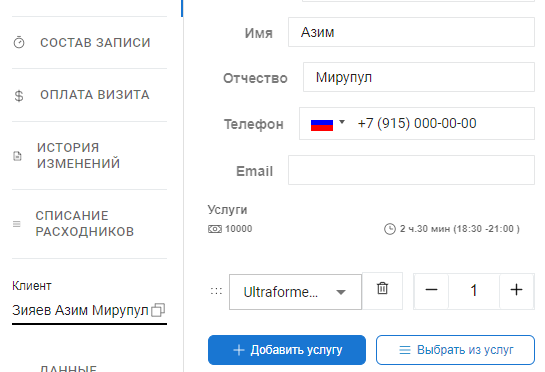 СОСТАВ ЗАПИСИ
$ ОПЛАТА ВИЗИТА
ИСТОРИЯ
ИЗМЕНЕНИЙ
СПИСАНИЕ
РАСХОДНИКОВ
Клиент
Зияев Азим Мирупул
ДАННЫЕ
Имя Азим
Отчество Мирупул
Телефон +7 (915) 000-00-00
Email
Услуги
10000 2 ч.30 мин (18:30 -21:00 )
Ultraforme... — 1 +
+ Добавить услугу Выбрать из услуг